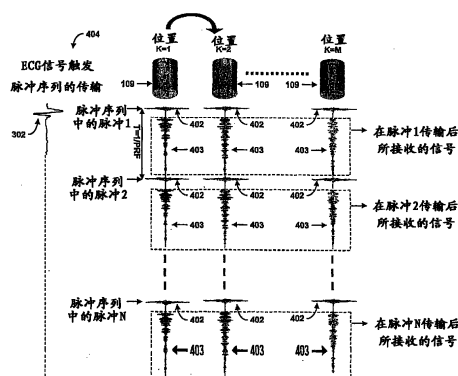 404
ECG信号触发
脉冲序列的传输
302
位置
K=1
位置
K=2
位置
K=M
109
109
109
脉冲序列
中的脉冲1
402
402
402
T=1/PRF
403
403
403
在脉冲1传输后
所接收的信号
脉冲序列
中的脉冲2
402
402
402
403
403
403
在脉冲2传输后
所接收的信号
脉冲序列
中的脉冲N
402
402
402
403
403
403
在脉冲N传输后
所接收的信号